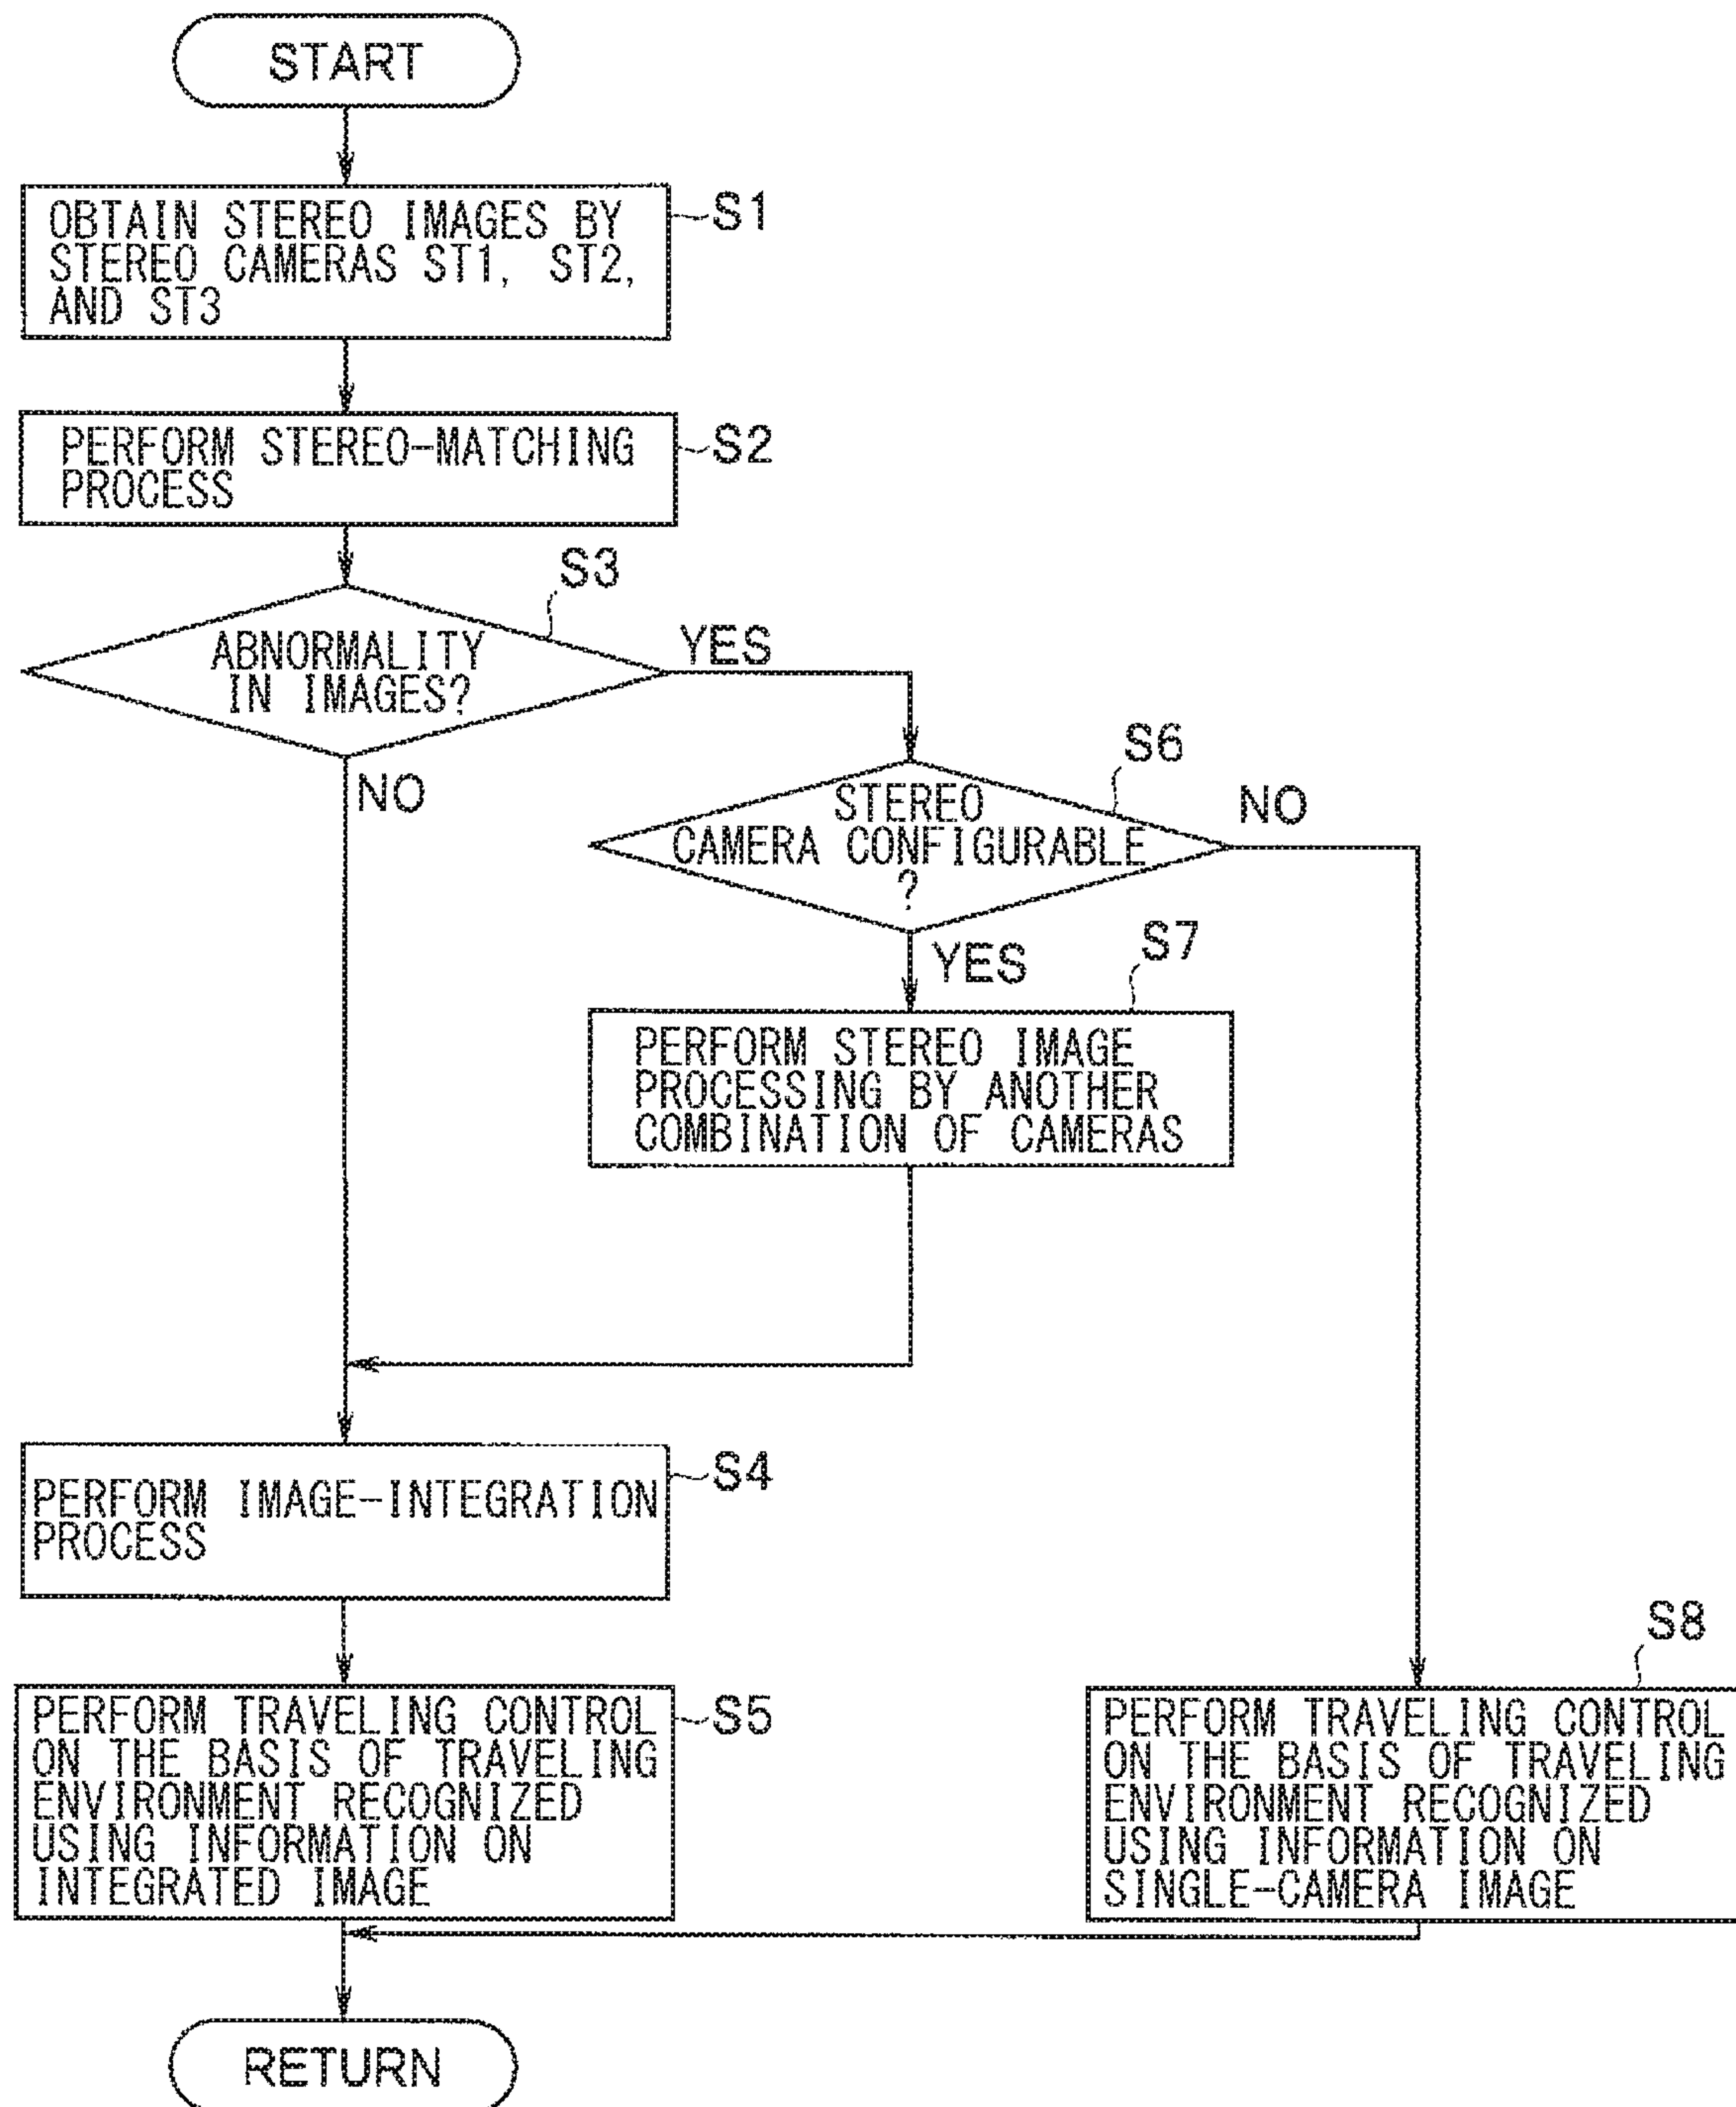 START
OBTAIN STEREO IMAGES BY
STEREO CAMERAS ST1, ST2,
AND ST3
S1
PERFORM STEREO-MATCHING
PROCESS
S2
S3
ABNORMALITY
IN IMAGES?
YES
NO
S6
STEREO
CAMERA CONFIGURABLE
?
NO
YES
S7
PERFORM STEREO IMAGE
PROCESSING BY ANOTHER
COMBINATION OF CAMERAS
PERFORM IMAGE-INTEGRATION
PROCESS
S4
PERFORM TRAVELING CONTROL
ON THE BASIS OF TRAVELING
ENVIRONMENT RECOGNIZED
USING INFORMATION ON
INTEGRATED IMAGE
S5
S8
PERFORM TRAVELING CONTROL
ON THE BASIS OF TRAVELING
ENVIRONMENT RECOGNIZED
USING INFORMATION ON
SINGLE-CAMERA IMAGE
RETURN